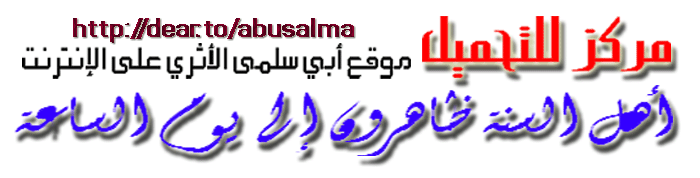 http://dear.to/abusalma
مركز للتحميل
موقع أبي سلمى الأثري على الإنترنت
أهل السنة ظاهرون إلى يوم الساعة